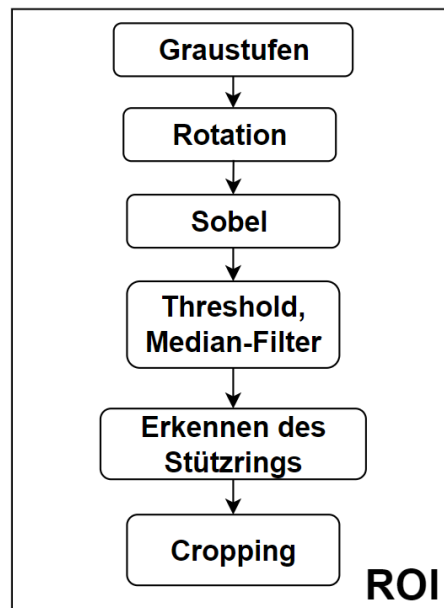 Graustufen
Rotation
Sobel
Threshold,
Median-Filter
Erkennen des
Stützrings
Cropping
ROI